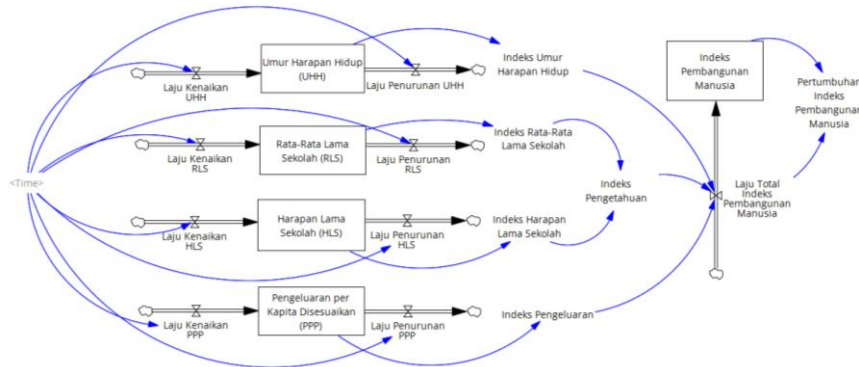 Umur Harapan Hidup
(UHH)
Laju Kenaikan
UHH
Laju Penurunan UHH
Indeks Umur
Harapan Hidup
Indeks
Pembangunan
Manusia
Pertumbuhan
Indeks
Pembangunan
Manusia
Rata-Rata Lama
Sekolah (RLS)
Laju Kenaikan
RLS
Laju Penurunan
RLS
Indeks Rata-Rata
Lama Sekolah
<Time>
Indeks
Pengetahuan
Laju Total
Indeks
Pembangunan
Manusia
Harapan Lama
Sekolah (HLS)
Laju Kenaikan
HLS
Laju Penurunan
HLS
Indeks Harapan
Lama Sekolah
Pengeluaran per
Kapita Disesuaikan
(PPP)
Laju Kenaikan
PPP
Laju Penurunan
PPP
Indeks Pengeluaran